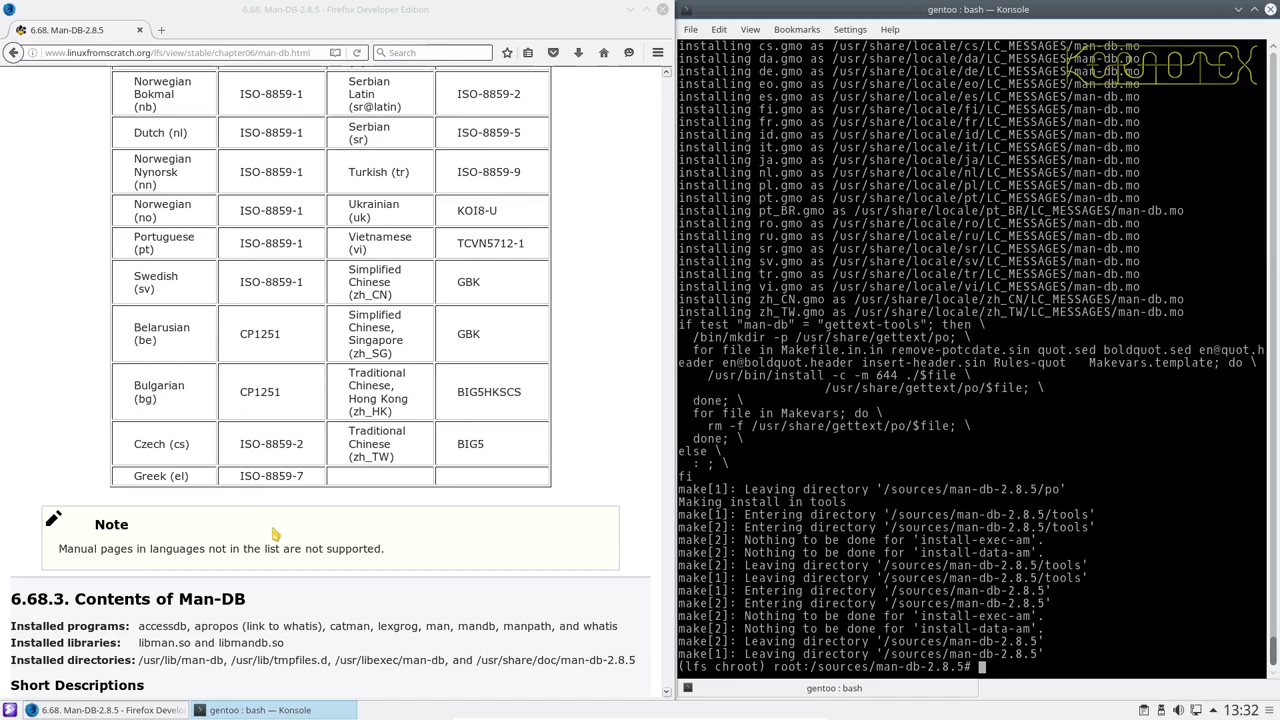 6.68. Man-DB-2.8.5 - Firefox Developer Edition
6.68. Man-DB-2.8.5
www.linuxfromscratch.org/lfs/view/stable/chapter06/man-db.html
Search
Norwegian Bokmal (nb) ISO-8859-1 Serbian Latin (sr@latin) ISO-8859-2
Dutch (nl) ISO-8859-1 Serbian (sr) ISO-8859-5
Norwegian Nynorsk (nn) ISO-8859-1 Turkish (tr) ISO-8859-9
Norwegian (no) ISO-8859-1 Ukrainian (uk) KOI8-U
Portuguese (pt) ISO-8859-1 Vietnamese (vi) TCVN5712-1
Swedish (sv) ISO-8859-1 Simplified Chinese (zh_CN) GBK
Belarusian (be) CP1251 Simplified Chinese, Singapore (zh_SG) GBK
Bulgarian (bg) CP1251 Traditional Chinese, Hong Kong (zh_HK) BIG5HKSCS
Czech (cs) ISO-8859-2 Traditional Chinese (zh_TW) BIG5
Greek (el) ISO-8859-7
Note
Manual pages in languages not in the list are not supported.
6.68.3. Contents of Man-DB
Installed programs: accessdb, apropos (link to whatis), catman, lexgrog, man, mandb, manpath, and whatis
Installed libraries: libman.so and libmandb.so
Installed directories: /usr/lib/man-db, /usr/lib/tmpfiles.d, /usr/libexec/man-db, and /usr/share/doc/man-db-2.8.5
Short Descriptions
gentoo : bash — Konsole
File Edit View Bookmarks Settings Help
installing cs.gmo as /usr/share/locale/cs/LC_MESSAGES/man-db.mo
installing da.gmo as /usr/share/locale/da/LC_MESSAGES/man-db.mo
installing de.gmo as /usr/share/locale/de/LC_MESSAGES/man-db.mo
installing eo.gmo as /usr/share/locale/eo/LC_MESSAGES/man-db.mo
installing es.gmo as /usr/share/locale/es/LC_MESSAGES/man-db.mo
installing fi.gmo as /usr/share/locale/fi/LC_MESSAGES/man-db.mo
installing fr.gmo as /usr/share/locale/fr/LC_MESSAGES/man-db.mo
installing id.gmo as /usr/share/locale/id/LC_MESSAGES/man-db.mo
installing it.gmo as /usr/share/locale/it/LC_MESSAGES/man-db.mo
installing ja.gmo as /usr/share/locale/ja/LC_MESSAGES/man-db.mo
installing nl.gmo as /usr/share/locale/nl/LC_MESSAGES/man-db.mo
installing pl.gmo as /usr/share/locale/pl/LC_MESSAGES/man-db.mo
installing pt.gmo as /usr/share/locale/pt/LC_MESSAGES/man-db.mo
installing pt_BR.gmo as /usr/share/locale/pt_BR/LC_MESSAGES/man-db.mo
installing ro.gmo as /usr/share/locale/ro/LC_MESSAGES/man-db.mo
installing ru.gmo as /usr/share/locale/ru/LC_MESSAGES/man-db.mo
installing sr.gmo as /usr/share/locale/sr/LC_MESSAGES/man-db.mo
installing sv.gmo as /usr/share/locale/sv/LC_MESSAGES/man-db.mo
installing tr.gmo as /usr/share/locale/tr/LC_MESSAGES/man-db.mo
installing vi.gmo as /usr/share/locale/vi/LC_MESSAGES/man-db.mo
installing zh_CN.gmo as /usr/share/locale/zh_CN/LC_MESSAGES/man-db.mo
installing zh_TW.gmo as /usr/share/locale/zh_TW/LC_MESSAGES/man-db.mo
if test "man-db" = "gettext-tools"; then \
/bin/mkdir -p /usr/share/gettext/po; \
for file in Makefile.in.in remove-potcdate.sin quot.sed boldquot.sed en@quot.h
eader en@boldquot.header insert-header.sin Rules-quot Makevars.template; do \
/usr/bin/install -c -m 644 ./$file \
/usr/share/gettext/po/$file; \
done; \
for file in Makevars; do \
rm -f /usr/share/gettext/po/$file; \
done; \
else \
: ; \
fi
make[1]: Leaving directory '/sources/man-db-2.8.5/po'
Making install in tools
make[1]: Entering directory '/sources/man-db-2.8.5/tools'
make[2]: Entering directory '/sources/man-db-2.8.5/tools'
make[2]: Nothing to be done for 'install-exec-am'.
make[2]: Nothing to be done for 'install-data-am'.
make[2]: Leaving directory '/sources/man-db-2.8.5/tools'
make[1]: Leaving directory '/sources/man-db-2.8.5/tools'
make[1]: Entering directory '/sources/man-db-2.8.5'
make[2]: Entering directory '/sources/man-db-2.8.5'
make[2]: Nothing to be done for 'install-exec-am'.
make[2]: Nothing to be done for 'install-data-am'.
make[2]: Leaving directory '/sources/man-db-2.8.5'
make[1]: Leaving directory '/sources/man-db-2.8.5'
(lfs chroot) root:/sources/man-db-2.8.5#
gentoo : bash
6.68. Man-DB-2.8.5 - Firefox Develop
gentoo : bash — Konsole
13:32